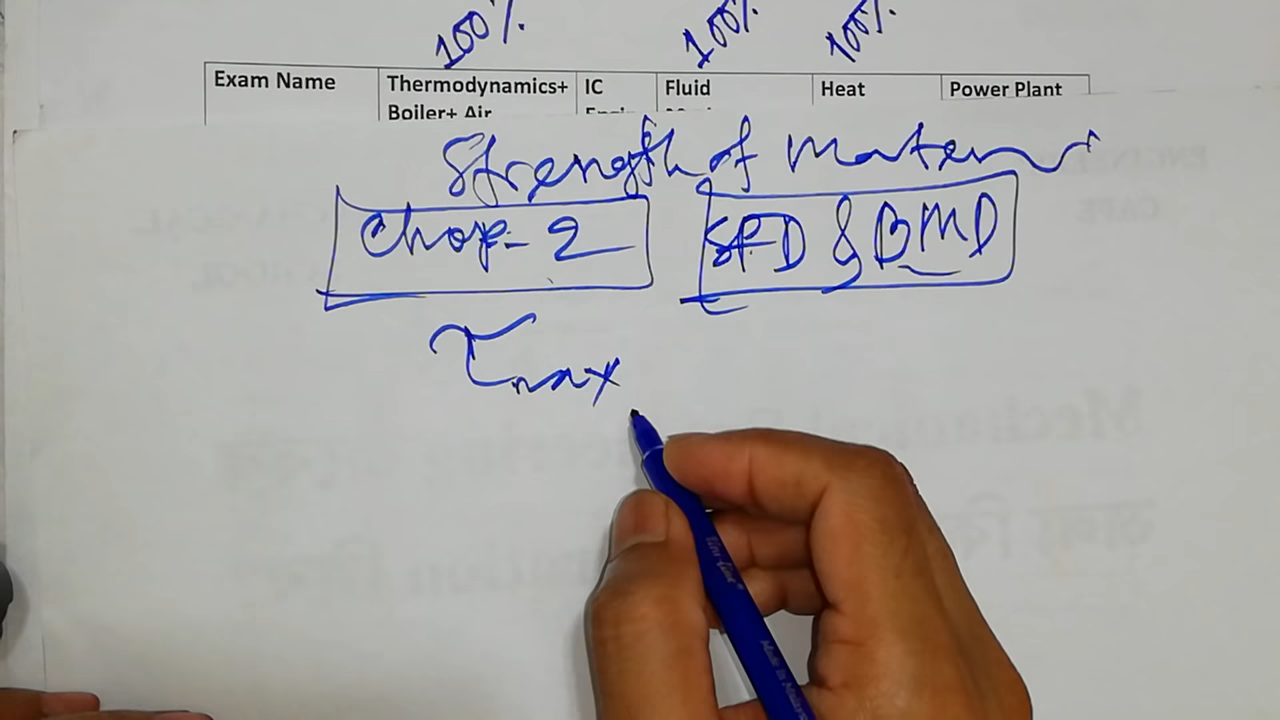 100% 100% 100%
Exam Name Thermodynamics+ IC Fluid Heat Power Plant
Boiler+ Air
Strength of Materi
Chap-2 SFD & BMD
τmax